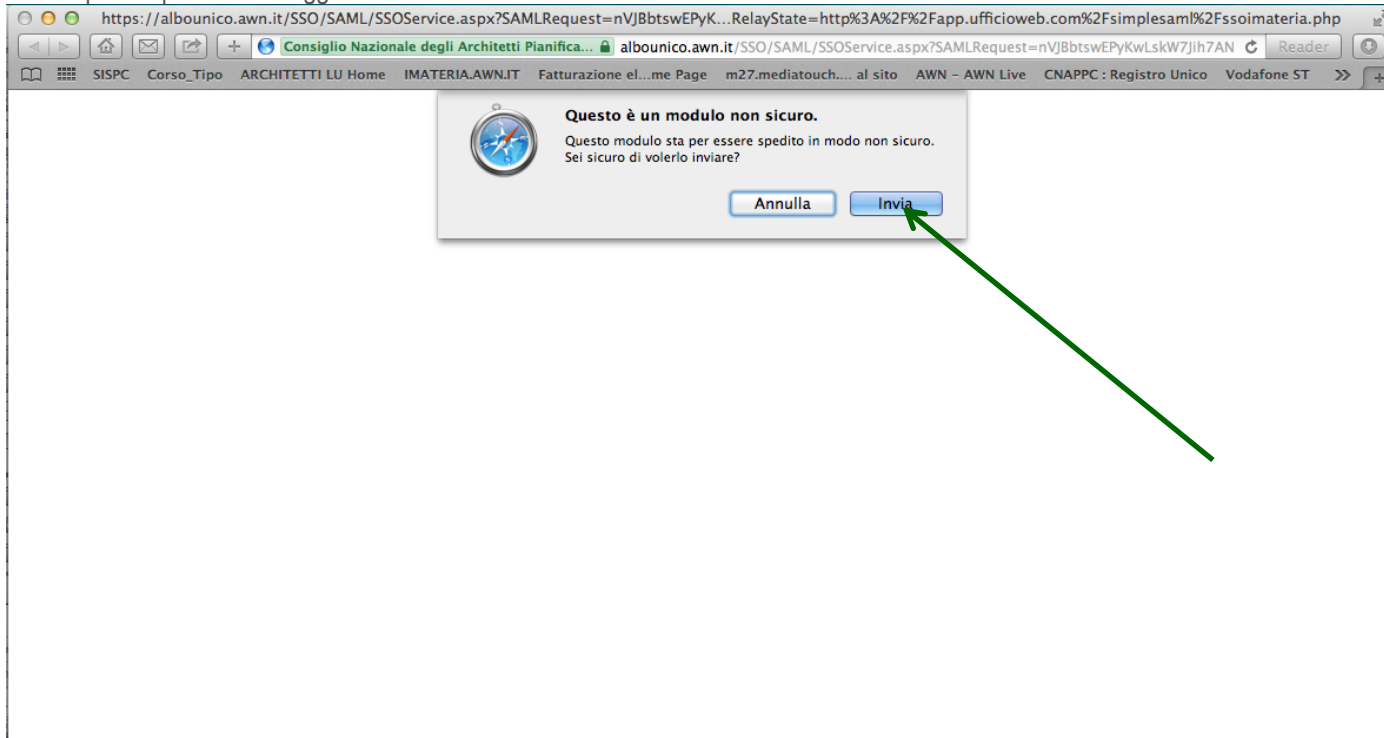 https://albounico.awn.it/SSO/SAML/SSOService.aspx?SAMLRequest=nVJBbtswEPyK...RelayState=http%3A%2F%2Fapp.ufficioweb.com%2Fsimplesaml%2Fssoimateria.php
Consiglio Nazionale degli Architetti Pianifica... albounico.awn.it/SSO/SAML/SSOService.aspx?SAMLRequest=nVJBbtswEPyKwLskW7Jih7AN Reader
SISPC Corso_Tipo ARCHITETTI LU Home IMATERIA.AWN.IT Fatturazione el...me Page m27.mediatouch.... al sito AWN – AWN Live CNAPPC : Registro Unico Vodafone ST
Questo è un modulo non sicuro.
Questo modulo sta per essere spedito in modo non sicuro.
Sei sicuro di volerlo inviare?
Annulla Invia